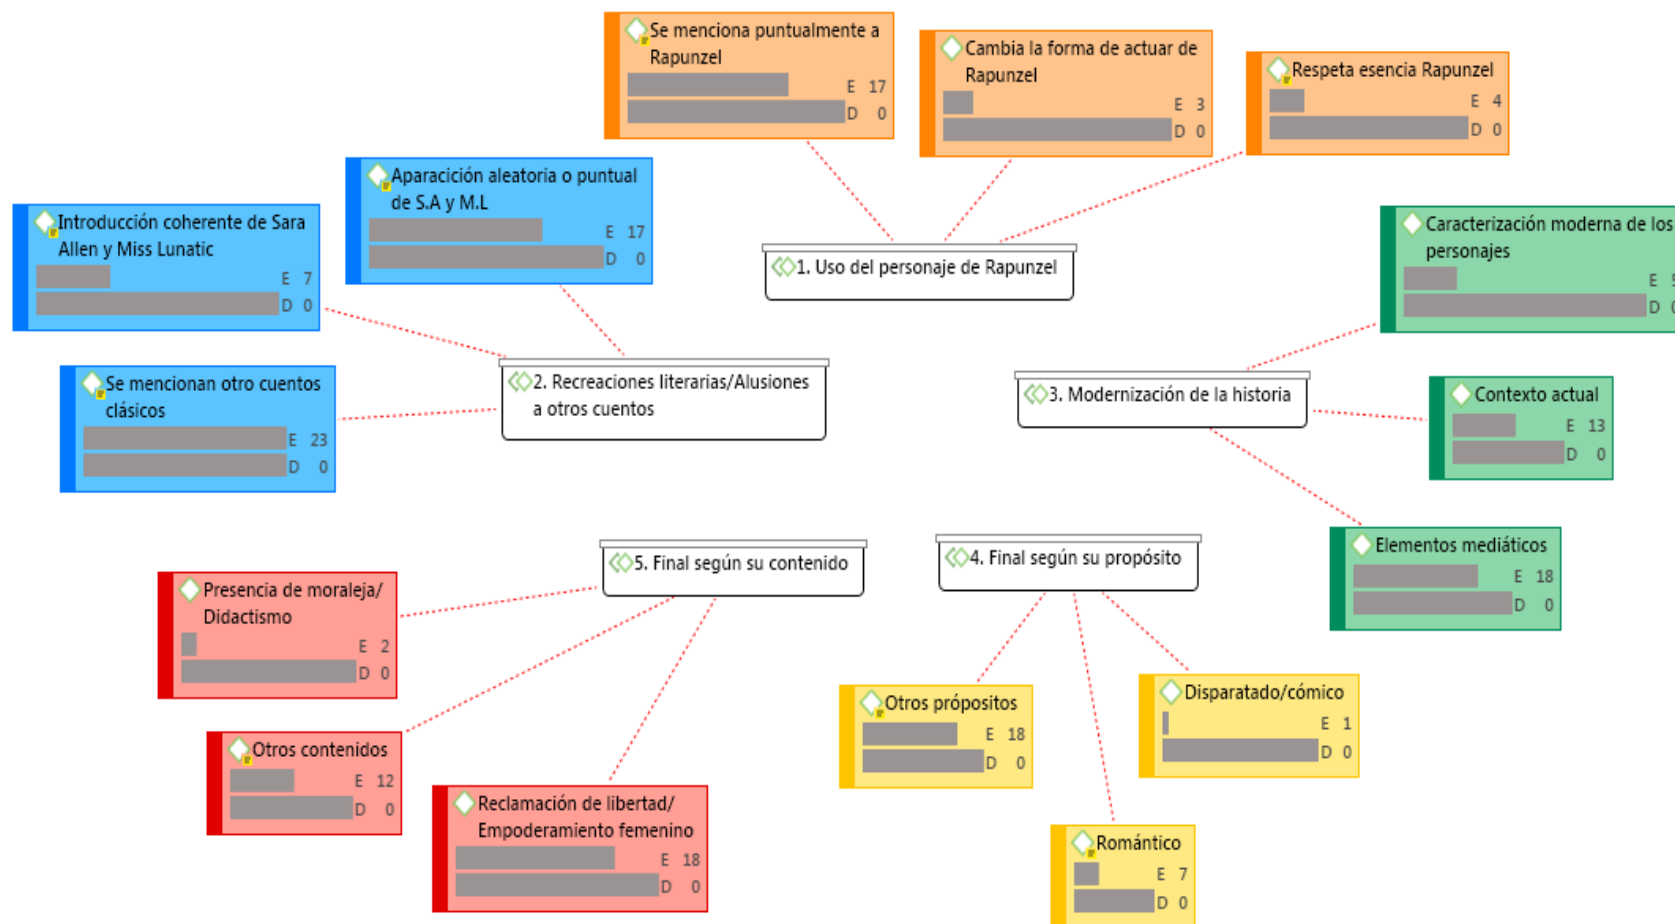 Se menciona puntualmente a
Rapunzel
E 17
D 0
Cambia la forma de actuar de
Rapunzel
E 3
D 0
Respeta esencia Rapunzel
E 4
D 0
1. Uso del personaje de Rapunzel
Aparacición aleatoria o puntual
de S.A y M.L
E 17
D 0
Introducción coherente de Sara
Allen y Miss Lunatic
E 7
D 0
Se mencionan otro cuentos
clásicos
E 23
D 0
2. Recreaciones literarias/Alusiones
a otros cuentos
Caracterización moderna de los
personajes
E 5
D 0
3. Modernización de la historia
Contexto actual
E 13
D 0
Elementos mediáticos
E 18
D 0
5. Final según su contenido
4. Final según su propósito
Presencia de moraleja/
Didactismo
E 2
D 0
Otros contenidos
E 12
D 0
Reclamación de libertad/
Empoderamiento femenino
E 18
D 0
Otros própositos
E 18
D 0
Disparatado/cómico
E 1
D 0
Romántico
E 7
D 0